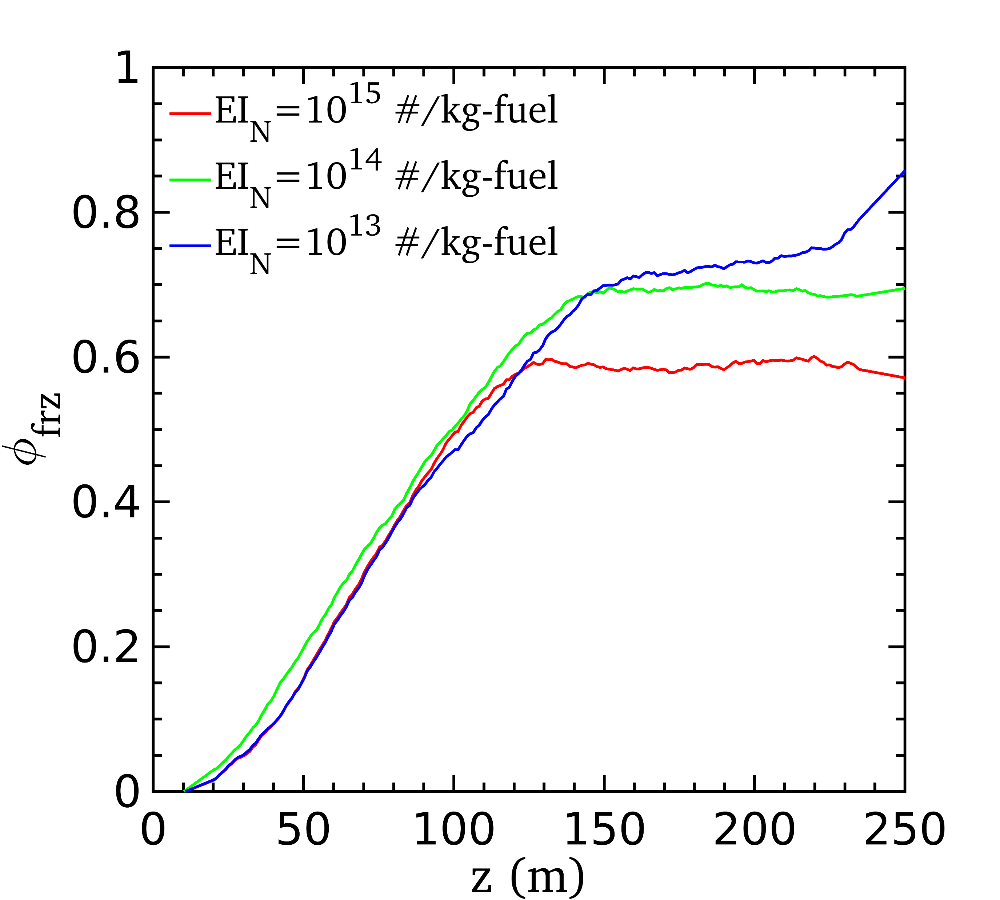 1
EI_N=10^15 #/kg-fuel
EI_N=10^14 #/kg-fuel
0.8
EI_N=10^13 #/kg-fuel
0.6
ϕ_frz
0.4
0.2
0
0 50 100 150 200 250
z (m)